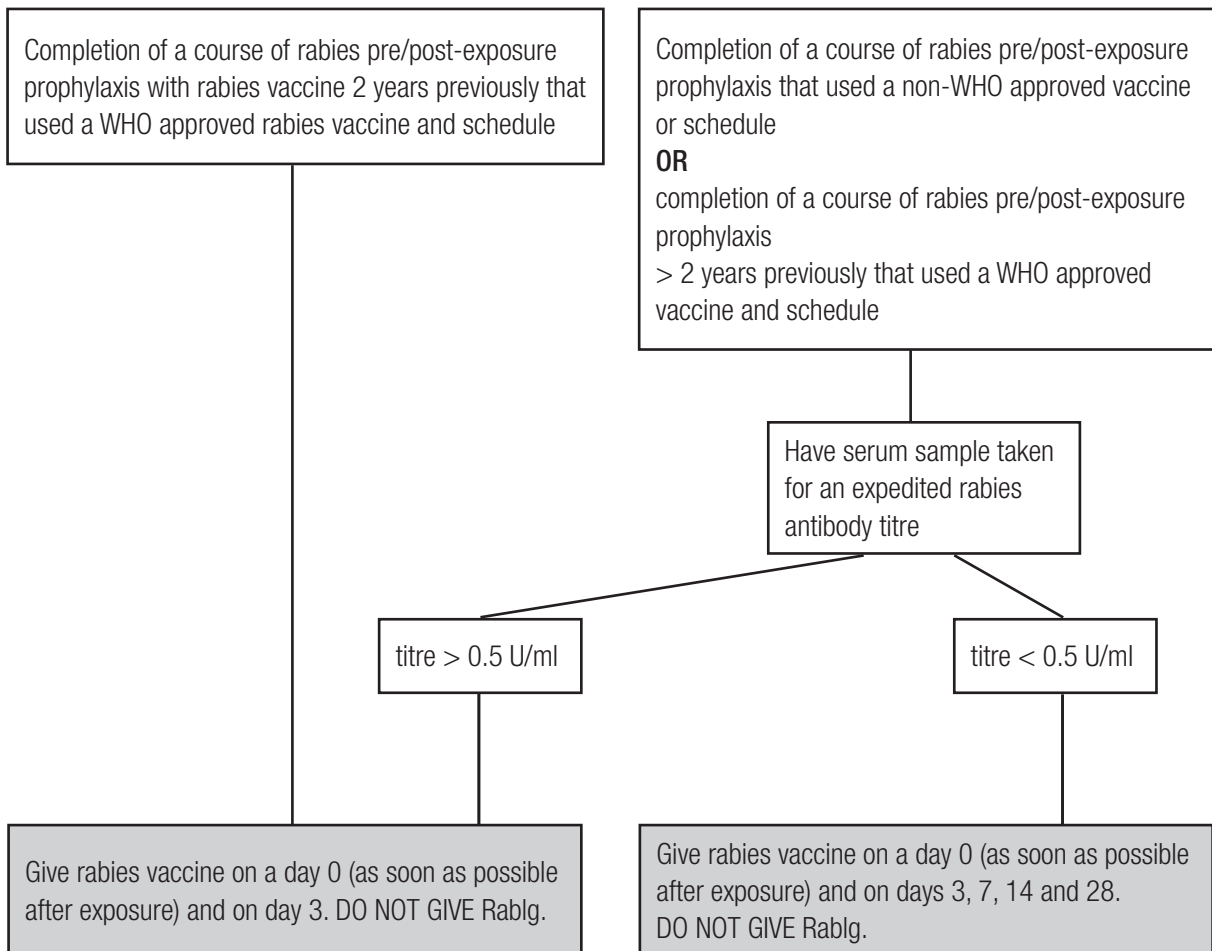 Completion of a course of rabies pre/post-exposure
prophylaxis with rabies vaccine 2 years previously that
used a WHO approved rabies vaccine and schedule
Completion of a course of rabies pre/post-exposure
prophylaxis that used a non-WHO approved vaccine
or schedule
OR
completion of a course of rabies pre/post-exposure
prophylaxis
> 2 years previously that used a WHO approved
vaccine and schedule
Have serum sample taken
for an expedited rabies
antibody titre
titre > 0.5 U/ml
titre < 0.5 U/ml
Give rabies vaccine on a day 0 (as soon as possible
after exposure) and on day 3. DO NOT GIVE RabIg.
Give rabies vaccine on a day 0 (as soon as possible
after exposure) and on days 3, 7, 14 and 28.
DO NOT GIVE RabIg.